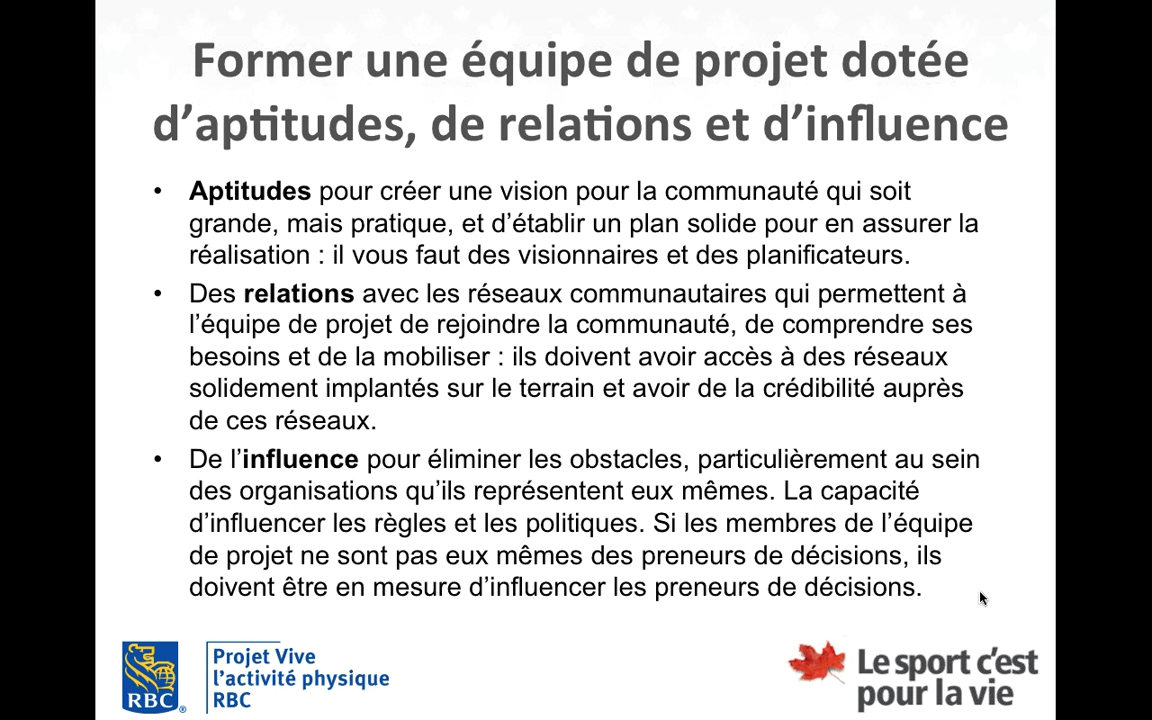 Former une équipe de projet dotée
d’aptitudes, de relations et d’influence
• Aptitudes pour créer une vision pour la communauté qui soit
grande, mais pratique, et d’établir un plan solide pour en assurer la
réalisation : il vous faut des visionnaires et des planificateurs.
• Des relations avec les réseaux communautaires qui permettent à
l’équipe de projet de rejoindre la communauté, de comprendre ses
besoins et de la mobiliser : ils doivent avoir accès à des réseaux
solidement implantés sur le terrain et avoir de la crédibilité auprès
de ces réseaux.
• De l’influence pour éliminer les obstacles, particulièrement au sein
des organisations qu’ils représentent eux mêmes. La capacité
d’influencer les règles et les politiques. Si les membres de l’équipe
de projet ne sont pas eux mêmes des preneurs de décisions, ils
doivent être en mesure d’influencer les preneurs de décisions.
RBC®
Projet Vive
l’activité physique
RBC
Le sport c’est
pour la vie